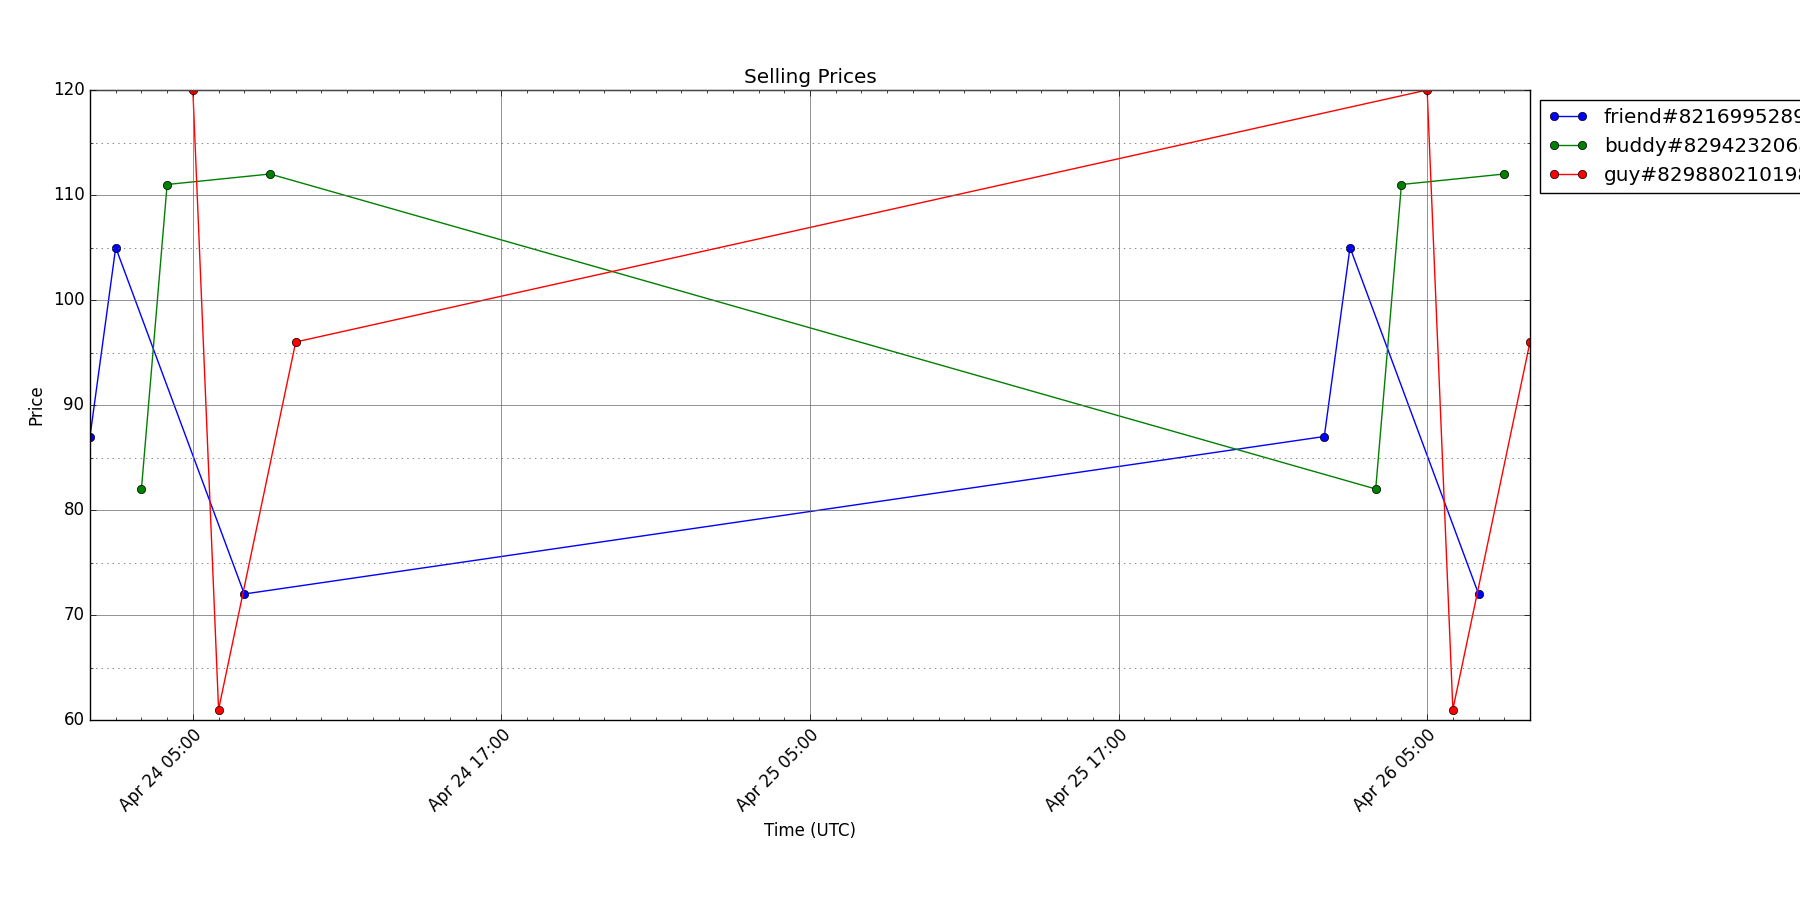 Selling Prices
120
110
100
90
80
70
60
Price
Apr 24 05:00
Apr 24 17:00
Apr 25 05:00
Apr 25 17:00
Apr 26 05:00
Time (UTC)
friend#8216995289
buddy#829423206
guy#82988021019